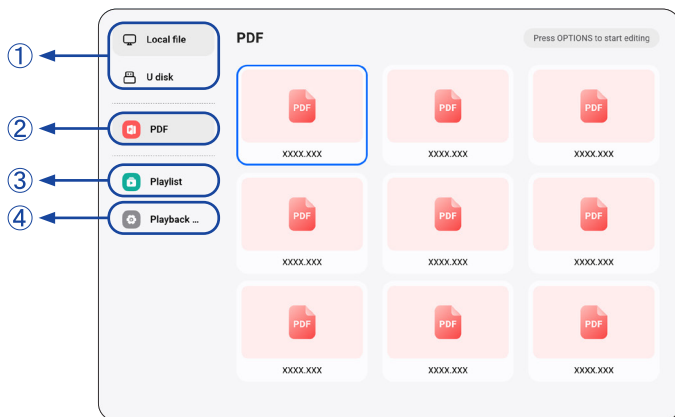 ① Local file
U disk
② PDF
③ Playlist
④ Playback ...
PDF
Press OPTIONS to start editing
PDF PDF PDF
XXXX.XXX XXXX.XXX XXXX.XXX
PDF PDF PDF
XXXX.XXX XXXX.XXX XXXX.XXX
PDF PDF PDF
XXXX.XXX XXXX.XXX XXXX.XXX